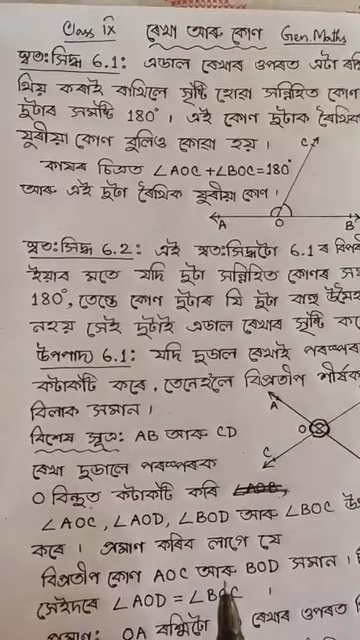 Class ix ৰেখা আৰু কোণ Gen. Maths
স্বতঃসিদ্ধ 6.1: এডাল ৰেখাৰ ওপৰত এটা ৰশ্মি
থিয় কৰাই ৰাখিলে সৃষ্টি হোৱা সন্নিহিত কোণ
দুটাৰ সমষ্টি 180°। এই কোণ দুটাক ৰৈখিক
যুৰীয়া কোণ বুলিও কোৱা হয়।
কাষৰ চিত্ৰত ∠AOC + ∠BOC = 180°
আৰু এই দুটা ৰৈখিক যুৰীয়া কোণ।
C
A O B
স্বতঃসিদ্ধ 6.2: এই স্বতঃসিদ্ধটো 6.1ৰ
ইয়াৰ মতে যদি দুটা সন্নিহিত কোণৰ
180°, তেন্তে কোণ দুটাৰ যি দুটা বাহু
নহয় সেই দুটাই এডাল ৰেখাৰ সৃষ্টি
উপপাদ্য 6.1: যদি দুডাল ৰেখাই পৰস্পৰ
কটাকটি কৰে, তেনেহলে বিপ্ৰতীপ
বিলাক সমান।
A
O
C
বিশেষ সূত্ৰ: AB আৰু CD
ৰেখা দুডালে পৰস্পৰক
O বিন্দুত কটাকটি কৰি
∠AOC, ∠AOD, ∠BOD আৰু ∠BOC
কৰে। প্ৰমাণ কৰিব লাগে যে
বিপ্ৰতীপ কোণ AOC আৰু BOD সমান।
সেইদৰে ∠AOD = ∠BOC ।
প্ৰমাণ: OA ৰশ্মিটো ৰেখাৰ ওপৰত